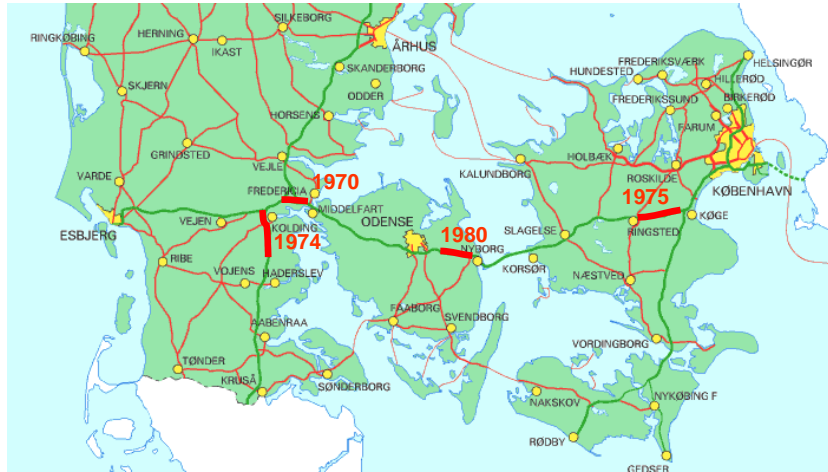 SILKEBORG
RINGKØBING
HERNING
IKAST
ÅRHUS
SKANDERBORG
SKJERN
ODDER
HORSENS
GRINDSTED
VEJLE
VARDE
FREDERICIA
1970
MIDDELFART
ESBJERG
VEJEN
KOLDING
1974
ODENSE
1980
NYBORG
RIBE
VOJENS
HADERSLEV
FAABORG
SVENDBORG
AABENRAA
TØNDER
KRUSÅ
SØNDERBORG
HELSINGØR
FREDERIKSVÆRK
HUNDESTED
HILLERØD
BIRKERØD
FREDERIKSSUND
FARUM
HOLBÆK
KALUNDBORG
ROSKILDE
KØBENHAVN
1975
KØGE
SLAGELSE
RINGSTED
KORSØR
NÆSTVED
VORDINGBORG
NAKSKOV
NYKØBING F
RØDBY
GEDSER